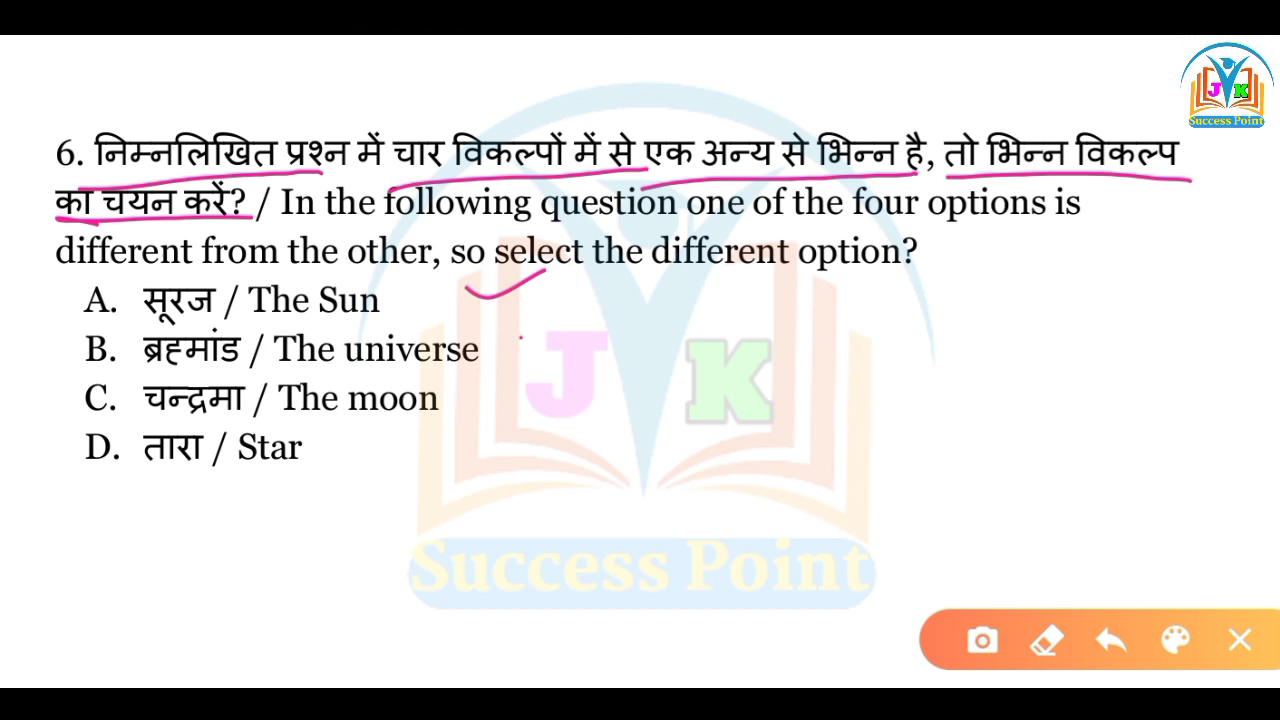 J K
Success Point
6. निम्नलिखित प्रश्न में चार विकल्पों में से एक अन्य से भिन्न है, तो भिन्न विकल्प
का चयन करें? / In the following question one of the four options is
different from the other, so select the different option?
A. सूरज / The Sun
B. ब्रह्मांड / The universe
C. चन्द्रमा / The moon
D. तारा / Star
J K
Success Point